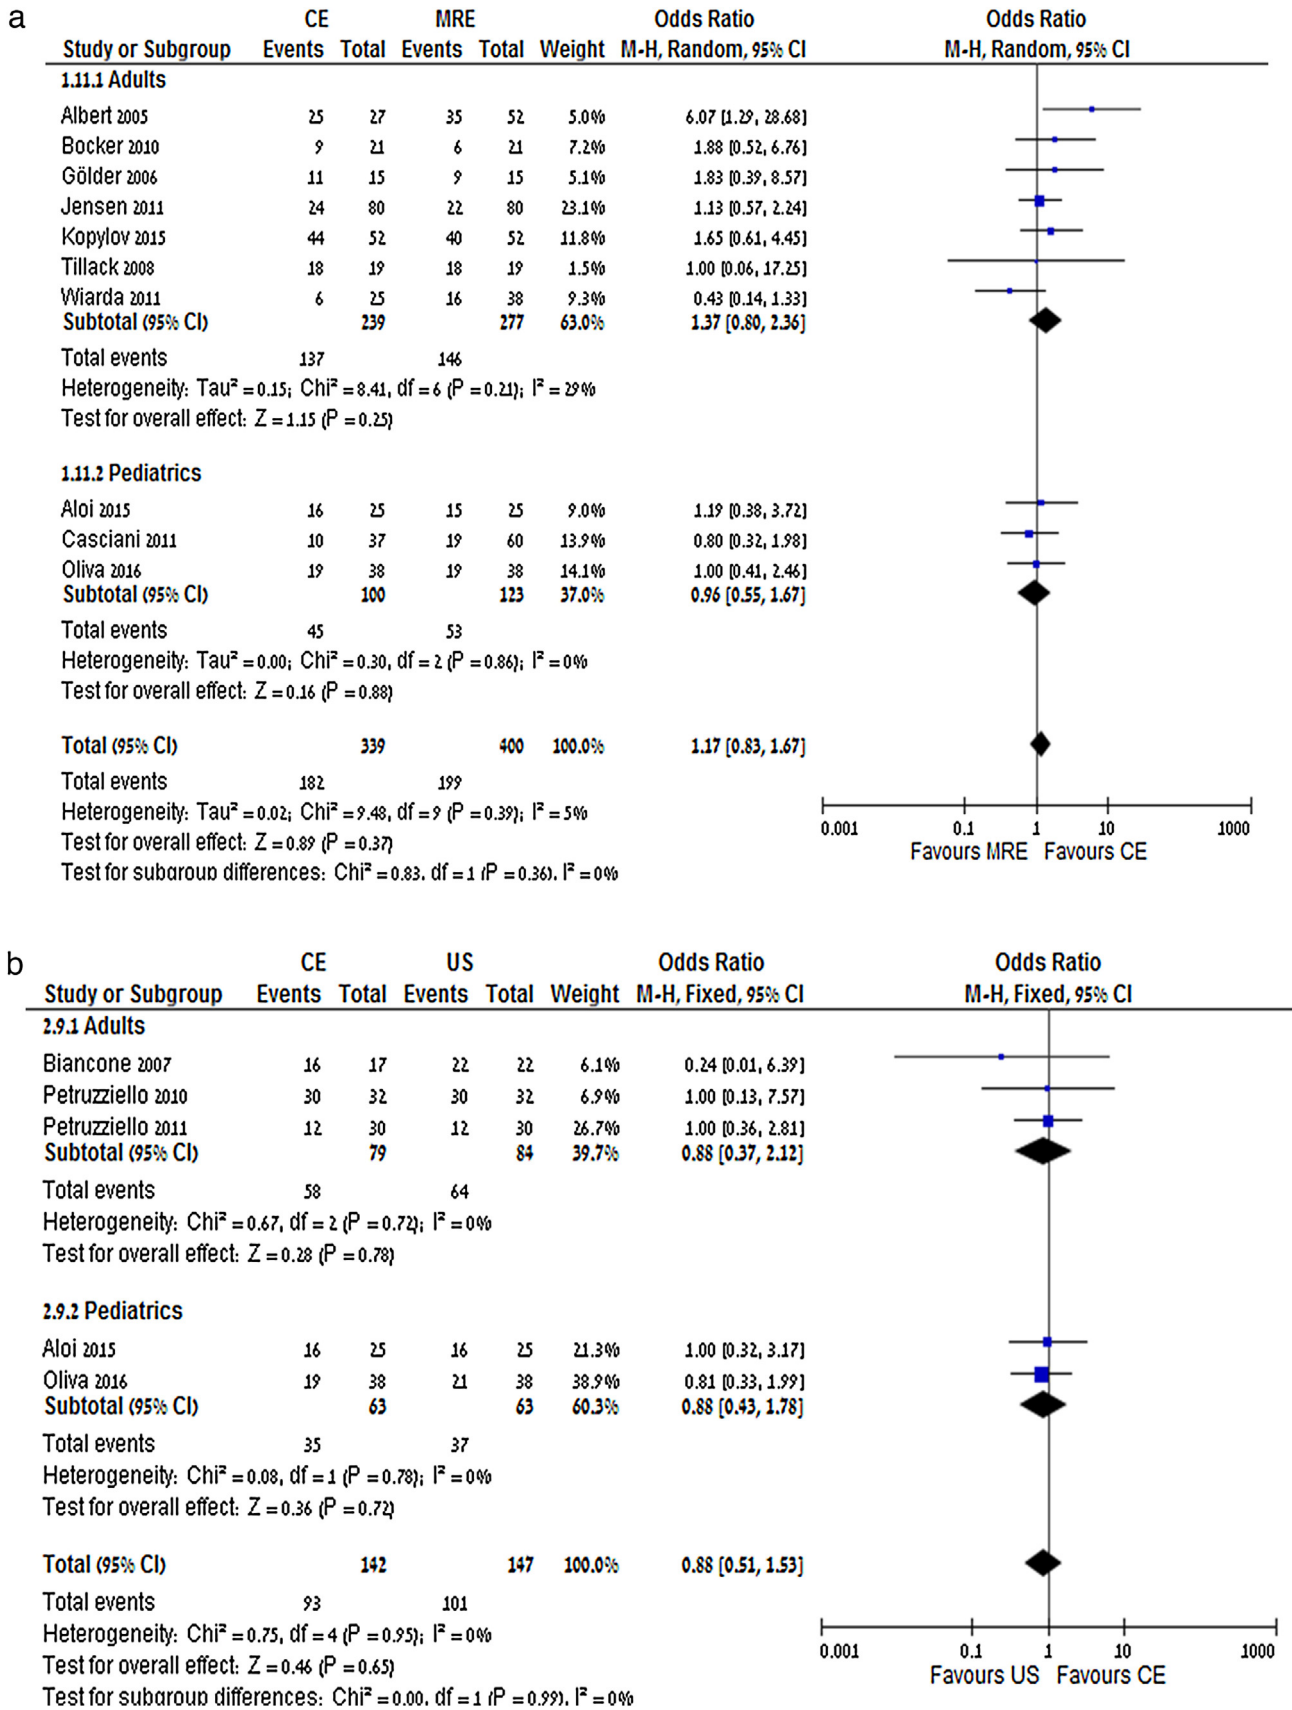 a
CE MRE Odds Ratio Odds Ratio
Study or Subgroup Events Total Events Total Weight M-H, Random, 95% CI M-H, Random, 95% CI
1.11.1 Adults
Albert 2005 25 27 35 52 5.0% 6.07 [1.29, 28.68]
Bocker 2010 9 21 6 21 7.2% 1.88 [0.52, 6.76]
Gölder 2006 11 15 9 15 5.1% 1.83 [0.39, 8.57]
Jensen 2011 24 80 22 80 23.1% 1.13 [0.57, 2.24]
Kopylov 2015 44 52 40 52 11.8% 1.65 [0.61, 4.45]
Tillack 2008 18 19 18 19 1.5% 1.00 [0.06, 17.25]
Wiarda 2011 6 25 16 38 9.3% 0.43 [0.14, 1.33]
Subtotal (95% CI) 239 277 63.0% 1.37 [0.80, 2.36]
Total events 137 146
Heterogeneity: Tau² = 0.15; Chi² = 8.41, df = 6 (P = 0.21); I² = 29%
Test for overall effect: Z = 1.15 (P = 0.25)
1.11.2 Pediatrics
Aloi 2015 16 25 15 25 9.0% 1.19 [0.38, 3.72]
Casciani 2011 10 37 19 60 13.9% 0.80 [0.32, 1.98]
Oliva 2016 19 38 19 38 14.1% 1.00 [0.41, 2.46]
Subtotal (95% CI) 100 123 37.0% 0.96 [0.55, 1.67]
Total events 45 53
Heterogeneity: Tau² = 0.00; Chi² = 0.30, df = 2 (P = 0.86); I² = 0%
Test for overall effect: Z = 0.16 (P = 0.88)
Total (95% CI) 339 400 100.0% 1.17 [0.83, 1.67]
Total events 182 199
Heterogeneity: Tau² = 0.02; Chi² = 9.48, df = 9 (P = 0.39); I² = 5%
Test for overall effect: Z = 0.89 (P = 0.37)
Test for subgroup differences: Chi² = 0.83, df = 1 (P = 0.36), I² = 0%
0.001 0.1 1 10 1000
Favours MRE Favours CE
b
CE US Odds Ratio Odds Ratio
Study or Subgroup Events Total Events Total Weight M-H, Fixed, 95% CI M-H, Fixed, 95% CI
2.9.1 Adults
Biancone 2007 16 17 22 22 6.1% 0.24 [0.01, 6.39]
Petruzziello 2010 30 32 30 32 6.9% 1.00 [0.13, 7.57]
Petruzziello 2011 12 30 12 30 26.7% 1.00 [0.36, 2.81]
Subtotal (95% CI) 79 84 39.7% 0.88 [0.37, 2.12]
Total events 58 64
Heterogeneity: Chi² = 0.67, df = 2 (P = 0.72); I² = 0%
Test for overall effect: Z = 0.28 (P = 0.78)
2.9.2 Pediatrics
Aloi 2015 16 25 16 25 21.3% 1.00 [0.32, 3.17]
Oliva 2016 19 38 21 38 38.9% 0.81 [0.33, 1.99]
Subtotal (95% CI) 63 63 60.3% 0.88 [0.43, 1.78]
Total events 35 37
Heterogeneity: Chi² = 0.08, df = 1 (P = 0.78); I² = 0%
Test for overall effect: Z = 0.36 (P = 0.72)
Total (95% CI) 142 147 100.0% 0.88 [0.51, 1.53]
Total events 93 101
Heterogeneity: Chi² = 0.75, df = 4 (P = 0.95); I² = 0%
Test for overall effect: Z = 0.46 (P = 0.65)
Test for subgroup differences: Chi² = 0.00, df = 1 (P = 0.99), I² = 0%
0.001 0.1 1 10 1000
Favours US Favours CE